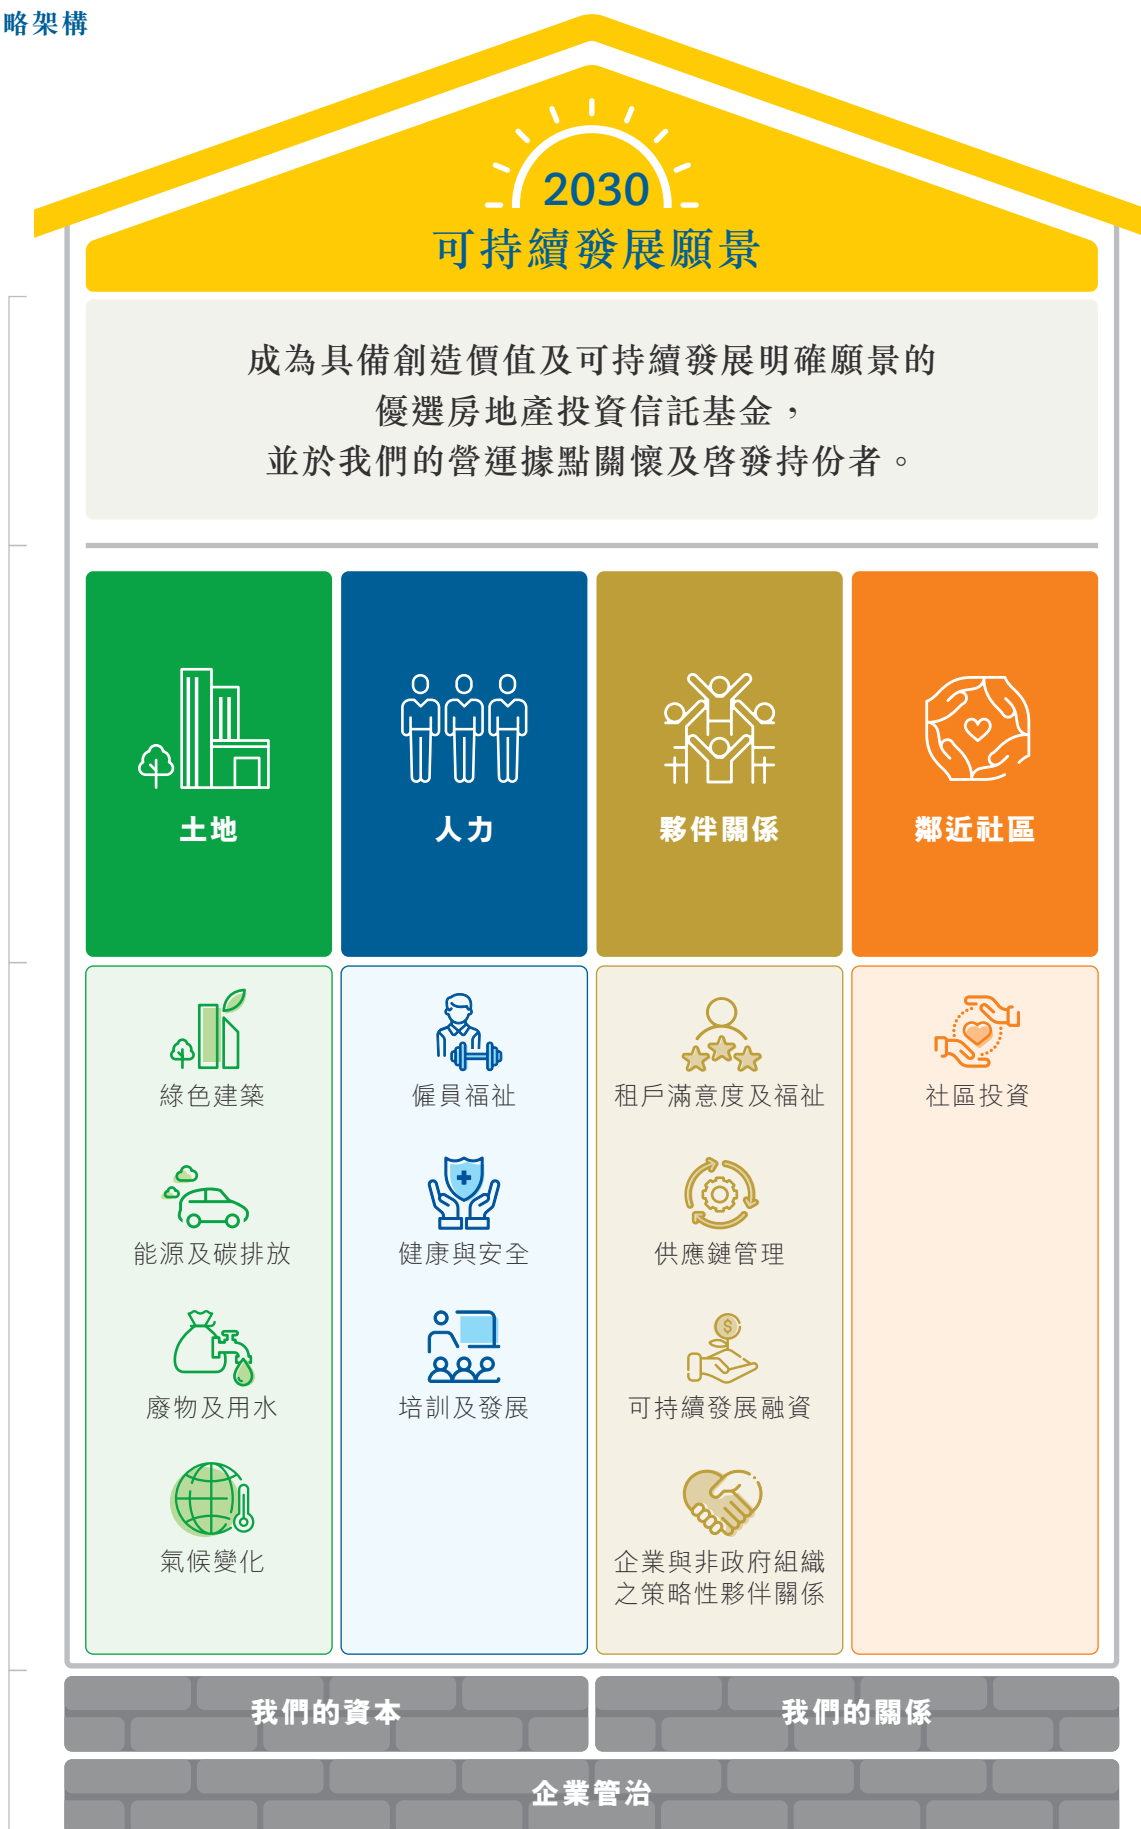 略架構
2030
可持續發展願景
成為具備創造價值及可持續發展明確願景的
優選房地產投資信託基金，
並於我們的營運據點關懷及啓發持份者。
土地
人力
夥伴關係
鄰近社區
綠色建築
僱員福祉
租戶滿意度及福祉
社區投資
能源及碳排放
健康與安全
供應鏈管理
廢物及用水
培訓及發展
可持續發展融資
氣候變化
企業與非政府組織
之策略性夥伴關係
我們的資本
我們的關係
企業管治